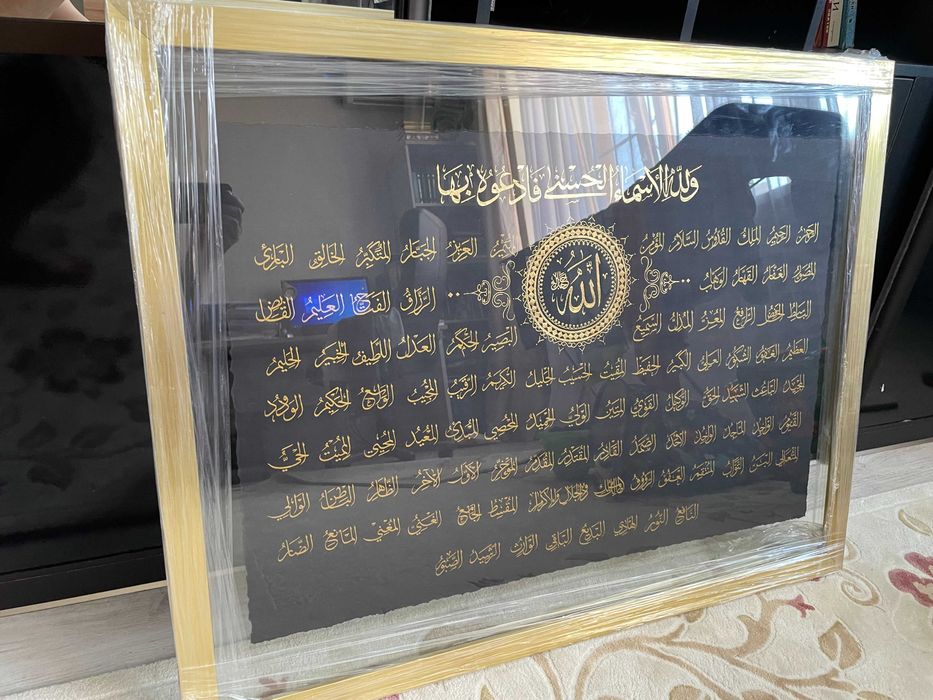 ولله الأسماء الحسنى فادعوه بها
الرحمن الرحيم الملك القدوس السلام المؤمن العزيز الجبار المتكبر الخالق البارئ
الله جل جلاله
المصور الغفار القهار الوهاب الرزاق الفتاح العليم القابض
الباسط الخافض الرافع المعز المذل السميع البصير الحكم العدل اللطيف الخبير الحليم
العظيم الغفور الشكور العلي الكبير الحفيظ المقيت الحسيب الجليل الكريم الرقيب المجيب الواسع الحكيم الودود
المجيد الباعث الشهيد الحق الوكيل القوي المتين الولي الحميد المحصي المبدئ المعيد المحيي المميت الحي
القيوم الواجد الماجد الواحد الاحد الصمد القادر المقتدر المقدم المؤخر الأول الآخر الظاهر الباطن الوالي
المتعالي البر التواب المنتقم العفو الرؤوف مالك الملك ذوالجلال والإكرام المقسط الجامع الغني المغني المانع الضار
النافع النور الهادي البديع الباقي الوارث الرشيد الصبور